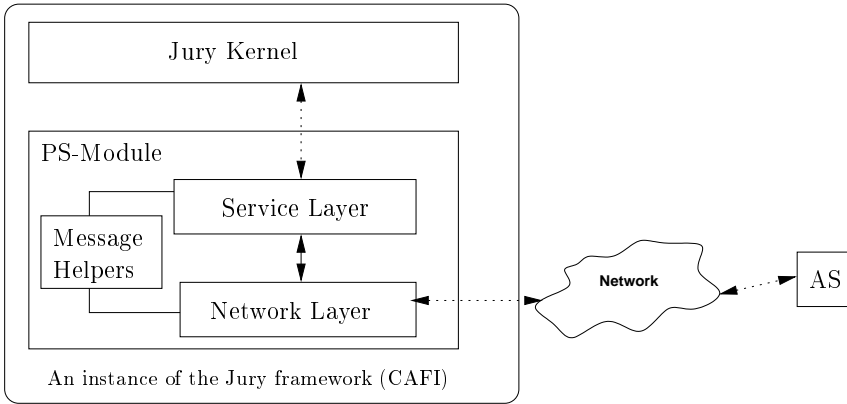 Jury Kernel
PS-Module
Service Layer
Message
Helpers
Network Layer
Network
AS
An instance of the Jury framework (CAFI)